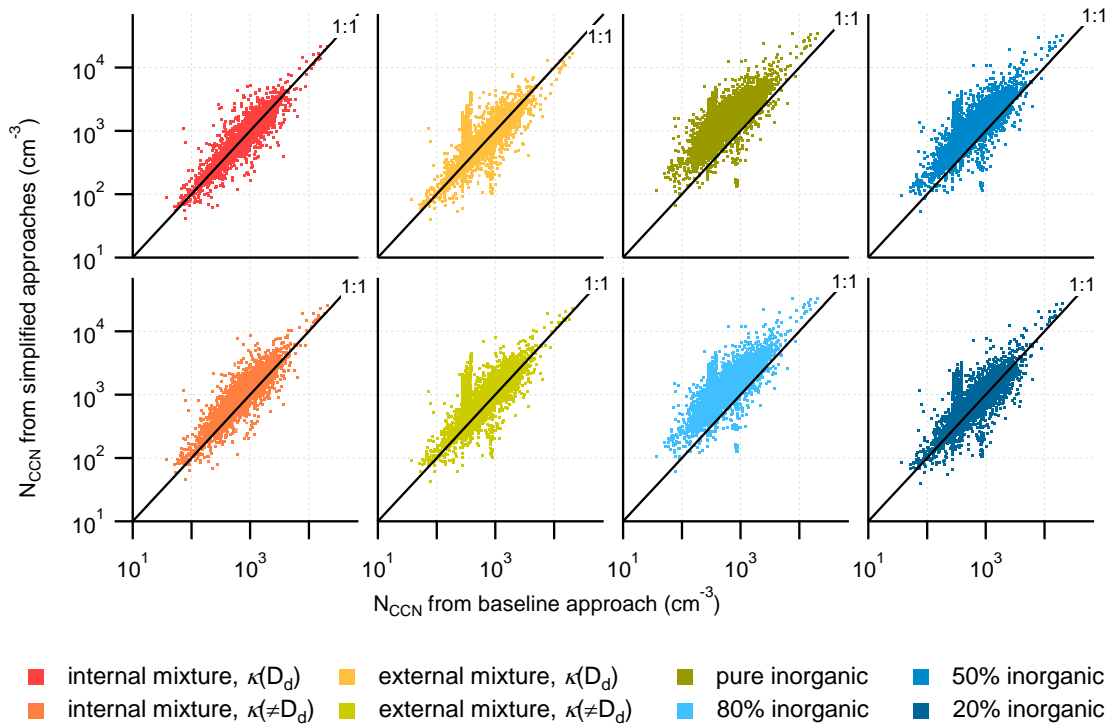 1:1 1:1 1:1 1:1
10^4
10^3
10^2
10^1
1:1 1:1 1:1 1:1
10^4
10^3
10^2
10^1
N_CCN from simplified approaches (cm^-3)
10^1 10^3 10^1 10^3 10^1 10^3 10^1 10^3
N_CCN from baseline approach (cm^-3)
internal mixture, κ(D_d) external mixture, κ(D_d) pure inorganic 50% inorganic
internal mixture, κ(≠D_d) external mixture, κ(≠D_d) 80% inorganic 20% inorganic